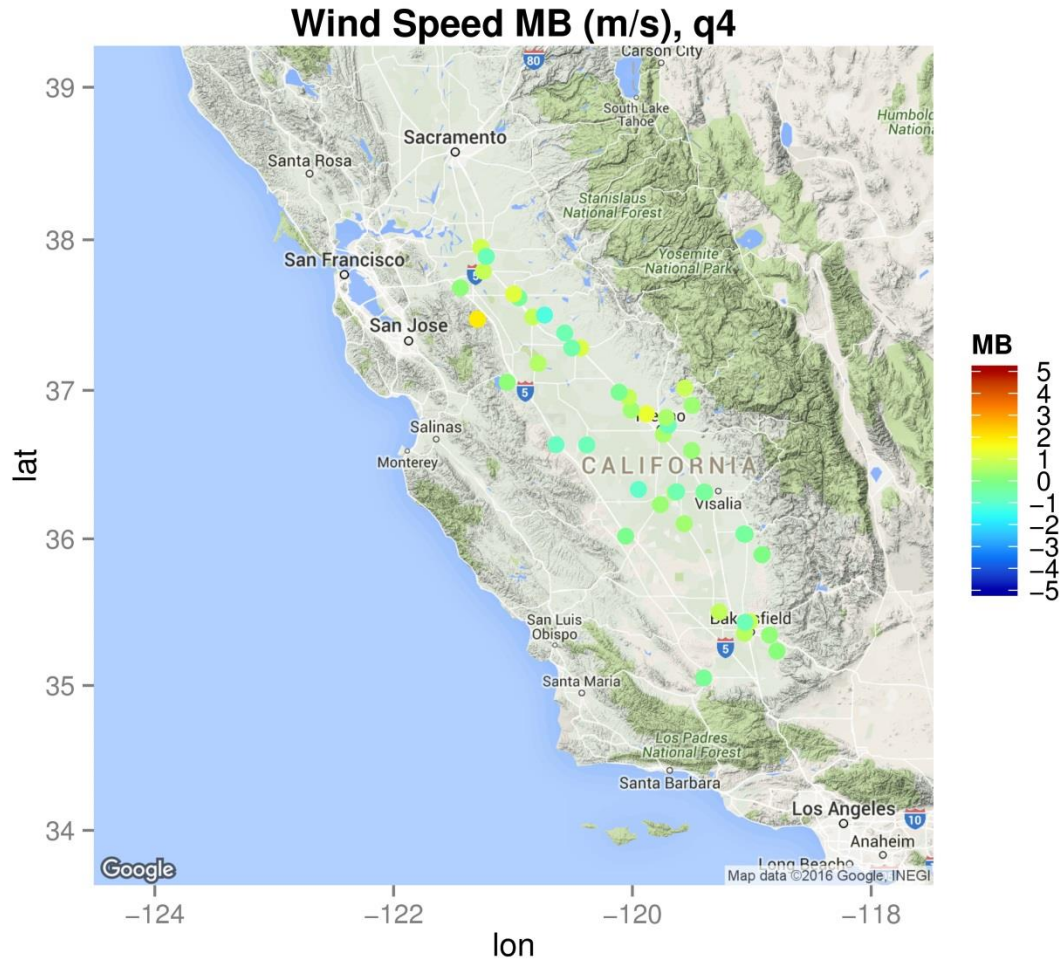 Wind Speed MB (m/s), q4
39
38
37
36
35
34
lat
−124
−122
−120
−118
lon
80
Carson City
South Lake
Tahoe
Sacramento
Santa Rosa
Stanislaus
National Forest
San Francisco
Yosemite
National Park
5
San Jose
5
Salinas
Monterey
CALIFORNIA
Visalia
San Luis
Obispo
5
Santa Maria
Los Padres
National Forest
Santa Barbara
Los Angeles
10
Anaheim
Long Beach
5
Google
Map data ©2016 Google, INEGI
MB
5
4
3
2
1
0
−1
−2
−3
−4
−5